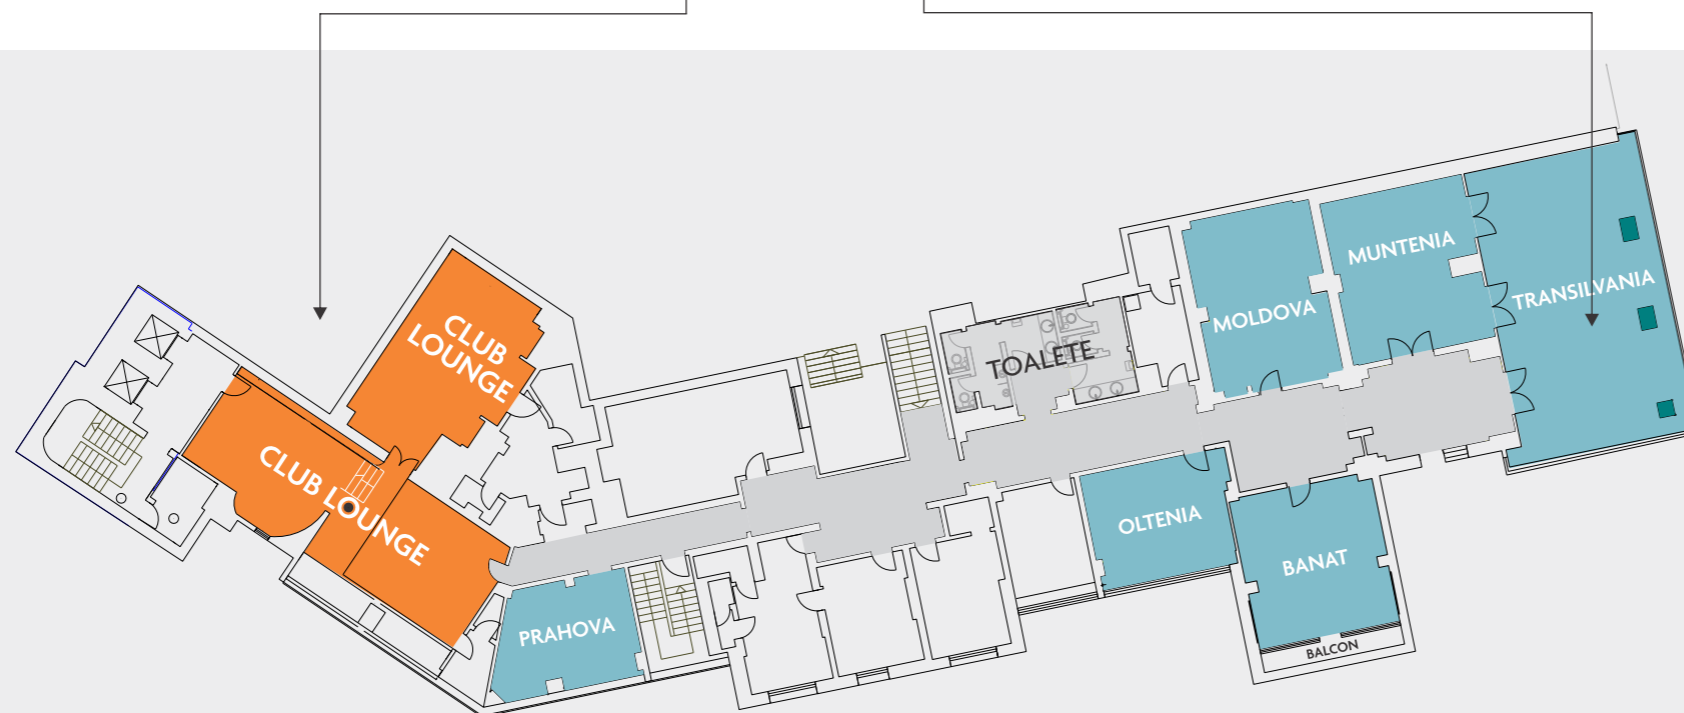 CLUB
LOUNGE
CLUB LOUNGE
PRAHOVA
TOALETE
MOLDOVA
MUNTENIA
TRANSILVANIA
OLTENIA
BANAT
BALCON